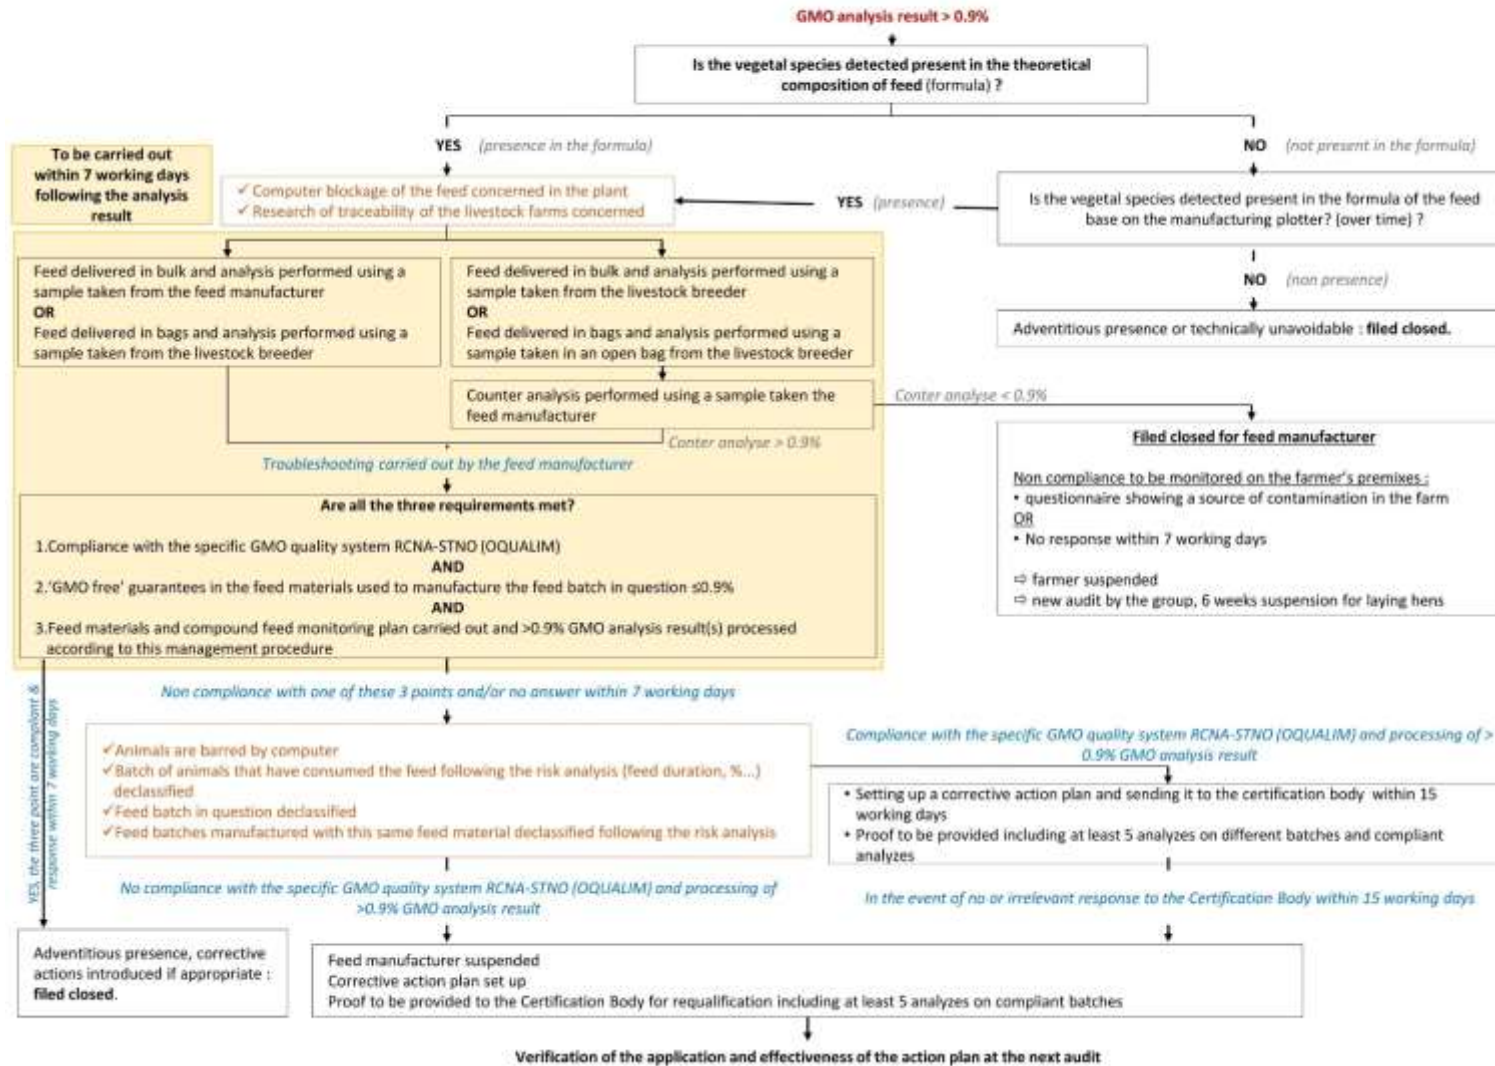 GMO analysis result > 0.9%
Is the vegetal species detected present in the theoretical
composition of feed (formula) ?
YES (presence in the formula)
NO (not present in the formula)
To be carried out
within 7 working days
following the analysis
result
✓ Computer blockage of the feed concerned in the plant
✓ Research of traceability of the livestock farms concerned
YES (presence)
Is the vegetal species detected present in the formula of the feed
base on the manufacturing plotter? (over time) ?
NO (non presence)
Adventitious presence or technically unavoidable : filed closed.
Feed delivered in bulk and analysis performed using a
sample taken from the feed manufacturer
OR
Feed delivered in bags and analysis performed using a
sample taken from the livestock breeder
Feed delivered in bulk and analysis performed using a
sample taken from the livestock breeder
OR
Feed delivered in bags and analysis performed using a
sample taken in an open bag from the livestock breeder
Counter analysis performed using a sample taken the
feed manufacturer
Conter analyse < 0.9%
Conter analyse > 0.9%
Filed closed for feed manufacturer
Non compliance to be monitored on the farmer's premixes :
• questionnaire showing a source of contamination in the farm
OR
• No response within 7 working days
⇨ farmer suspended
⇨ new audit by the group, 6 weeks suspension for laying hens
Troubleshooting carried out by the feed manufacturer
Are all the three requirements met?
1.Compliance with the specific GMO quality system RCNA-STNO (OQUALIM)
AND
2.'GMO free' guarantees in the feed materials used to manufacture the feed batch in question ≤0.9%
AND
3.Feed materials and compound feed monitoring plan carried out and >0.9% GMO analysis result(s) processed
according to this management procedure
YES, the three point are compliant &
response within 7 working days
Non compliance with one of these 3 points and/or no answer within 7 working days
✓Animals are barred by computer
✓Batch of animals that have consumed the feed following the risk analysis (feed duration, %...)
declassified
✓Feed batch in question declassified
✓Feed batches manufactured with this same feed material declassified following the risk analysis
Compliance with the specific GMO quality system RCNA-STNO (OQUALIM) and processing of >
0.9% GMO analysis result
• Setting up a corrective action plan and sending it to the certification body within 15
working days
• Proof to be provided including at least 5 analyzes on different batches and compliant
analyzes
No compliance with the specific GMO quality system RCNA-STNO (OQUALIM) and processing of
>0.9% GMO analysis result
In the event of no or irrelevant response to the Certification Body within 15 working days
Adventitious presence, corrective
actions introduced if appropriate :
filed closed.
Feed manufacturer suspended
Corrective action plan set up
Proof to be provided to the Certification Body for requalification including at least 5 analyzes on compliant batches
Verification of the application and effectiveness of the action plan at the next audit